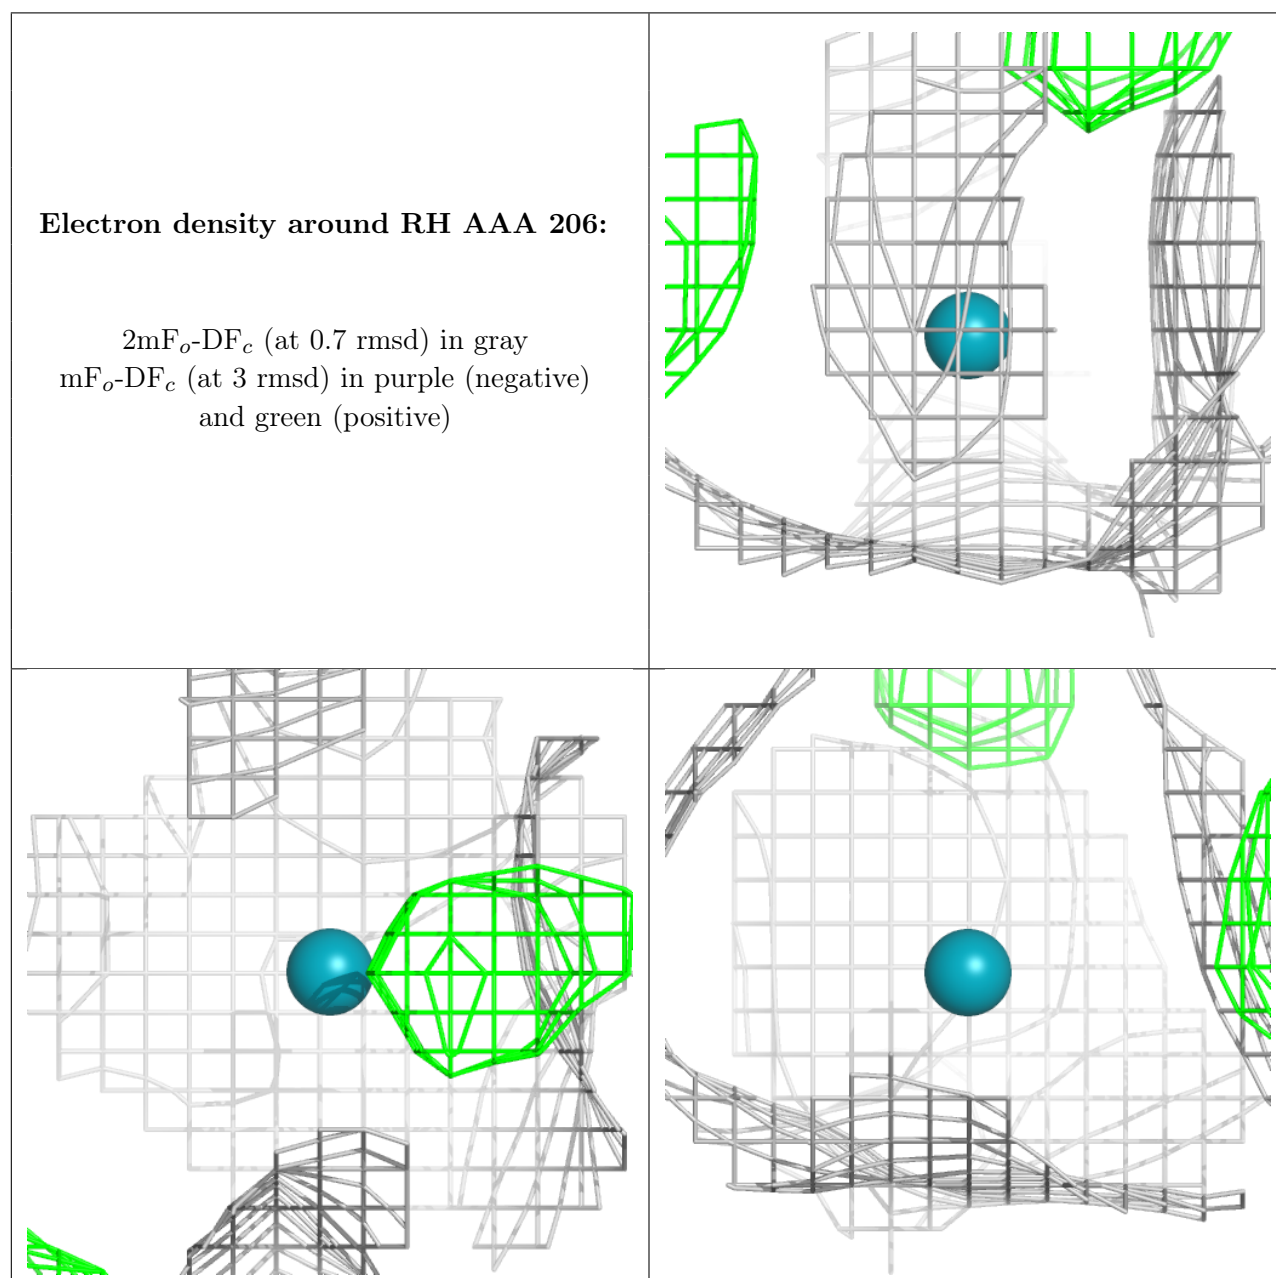 Electron density around RH AAA 206:
2mFo-DFc (at 0.7 rmsd) in gray
mFo-DFc (at 3 rmsd) in purple (negative)
and green (positive)